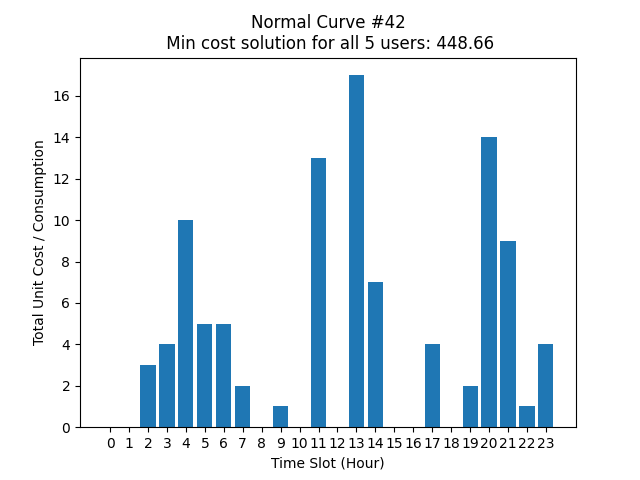 Normal Curve #42
Min cost solution for all 5 users: 448.66
Total Unit Cost / Consumption
16
14
12
10
8
6
4
2
0
0 1 2 3 4 5 6 7 8 9 10 11 12 13 14 15 16 17 18 19 20 21 22 23
Time Slot (Hour)